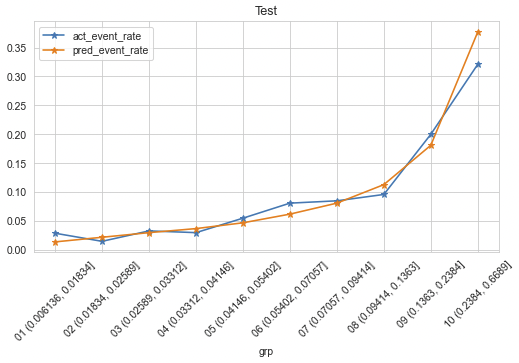 Test
act_event_rate
pred_event_rate
0.35
0.30
0.25
0.20
0.15
0.10
0.05
0.00
01 (0.006136, 0.01834]
02 (0.01834, 0.02589]
03 (0.02589, 0.03312]
04 (0.03312, 0.04146]
05 (0.04146, 0.05402]
06 (0.05402, 0.07057]
07 (0.07057, 0.09414]
08 (0.09414, 0.1363]
09 (0.1363, 0.2384]
10 (0.2384, 0.6689]
grp